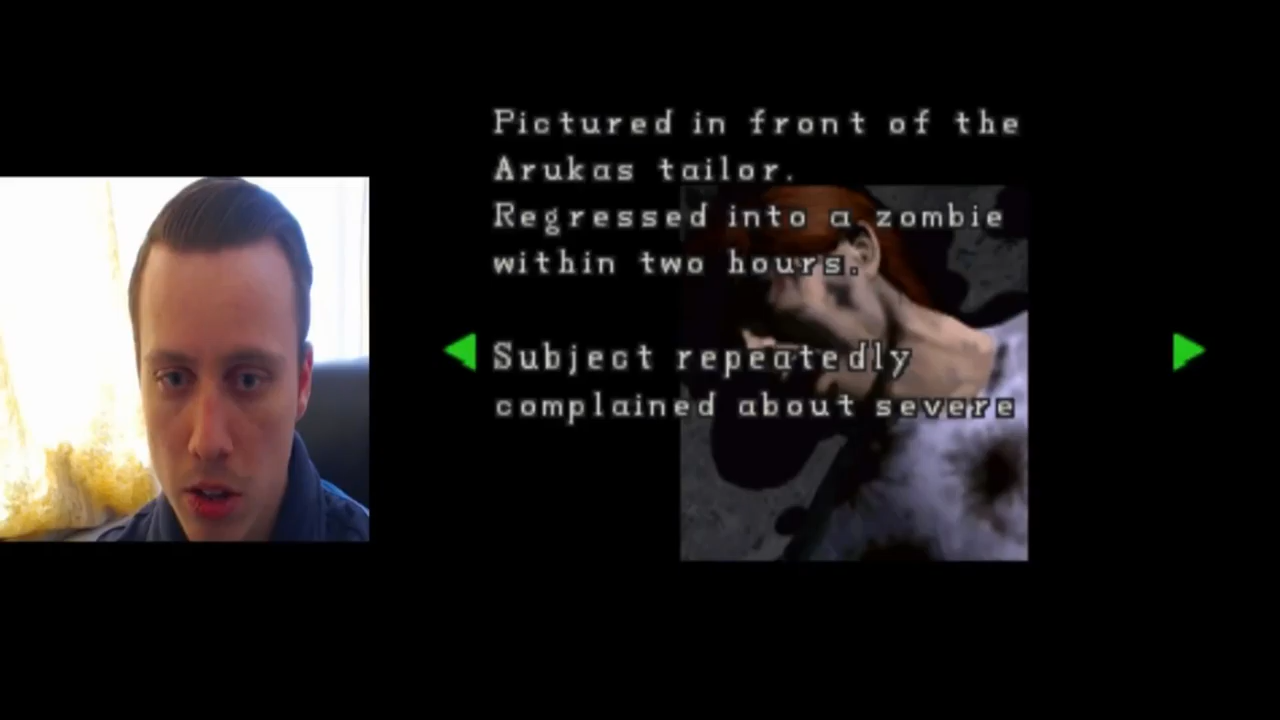 Pictured in front of the
Arukas tailor.
Regressed into a zombie
within two hours.
Subject repeatedly
complained about severe